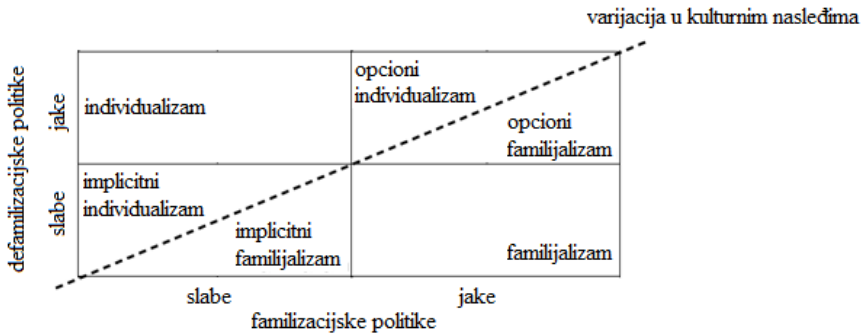 varijacija u kulturnim nasleđima
defamilizacijske politike
jake
slabe
individualizam
opcioni
individualizam
opcioni
familijalizam
implicitni
individualizam
implicitni
familijalizam
familijalizam
slabe
jake
familizacijske politike